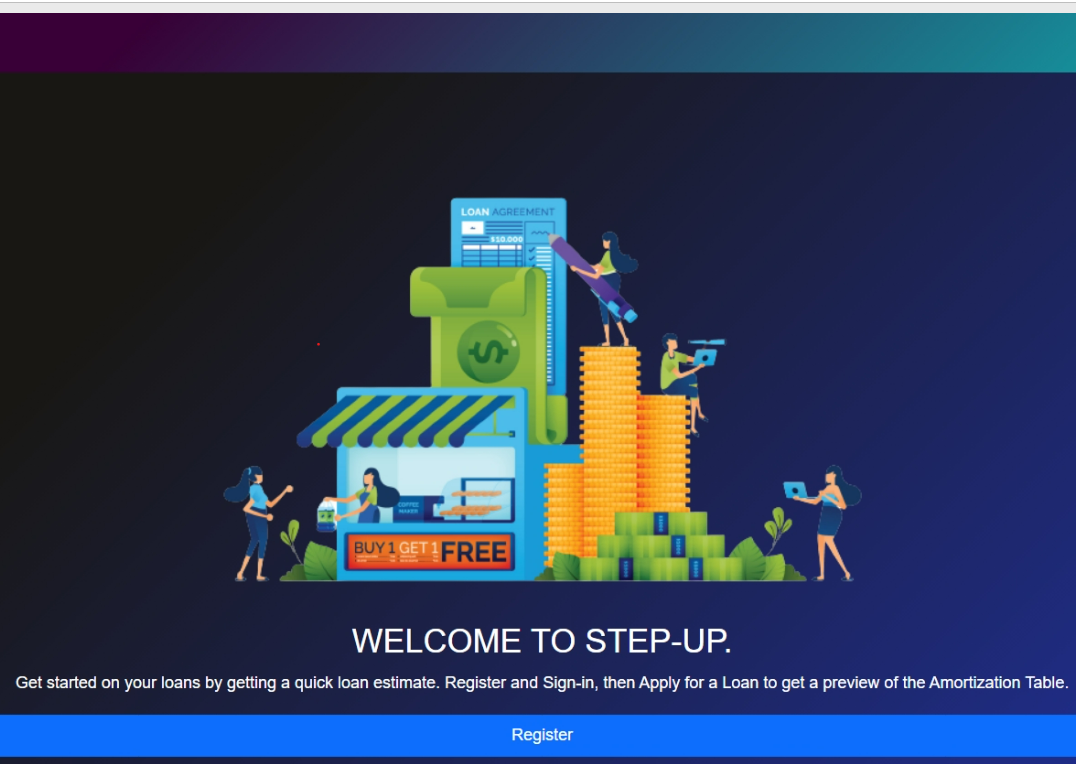 LOAN AGREEMENT
$10.000
COFFEE
MAKER
BUY 1 GET 1 FREE
WELCOME TO STEP-UP.
Get started on your loans by getting a quick loan estimate. Register and Sign-in, then Apply for a Loan to get a preview of the Amortization Table.
Register